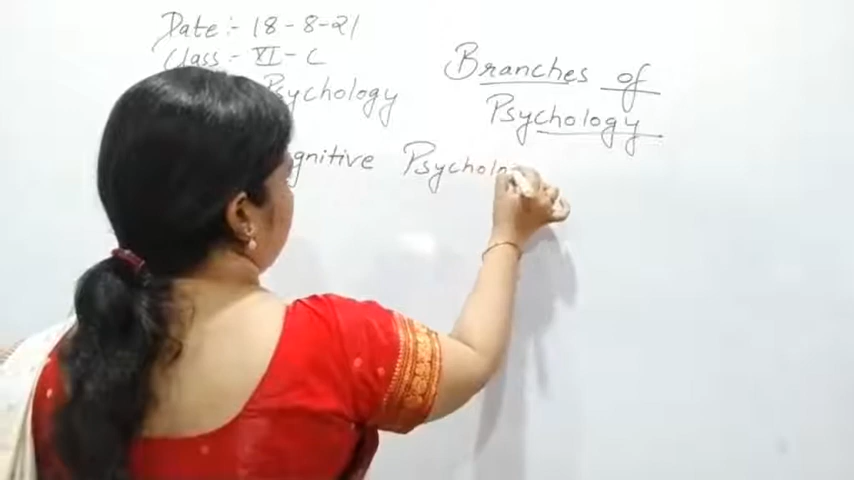 Date :- 18-8-21
Class :- XI - C
Psychology
Branches of
Psychology
gnitive Psycholo